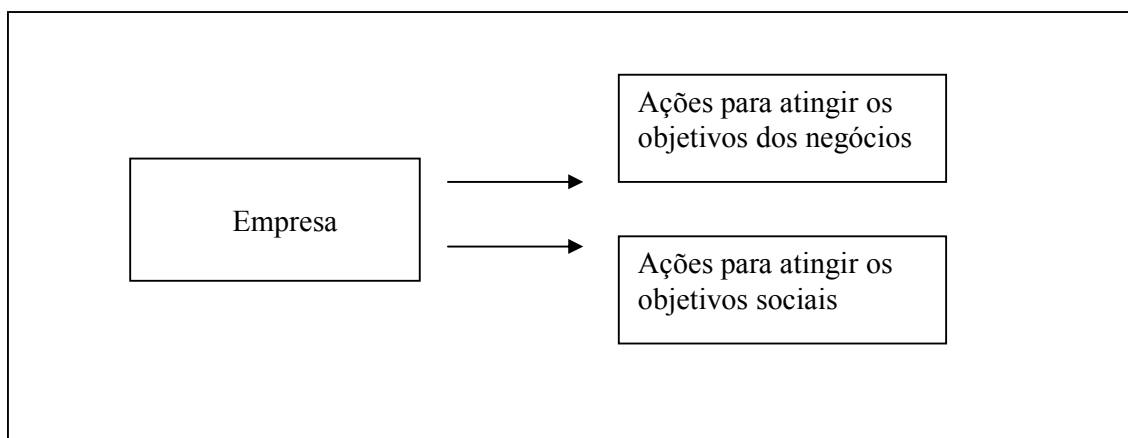 Ações para atingir os
objetivos dos negócios
Empresa
Ações para atingir os
objetivos sociais